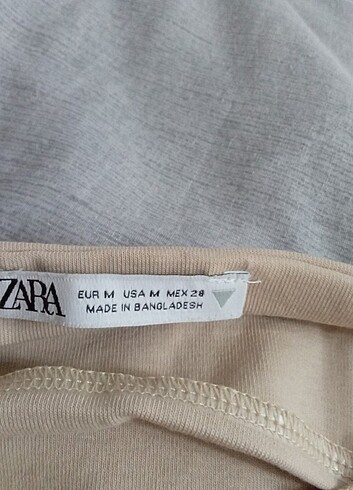 ZARA
EUR M USA M MEX 28
MADE IN BANGLADESH